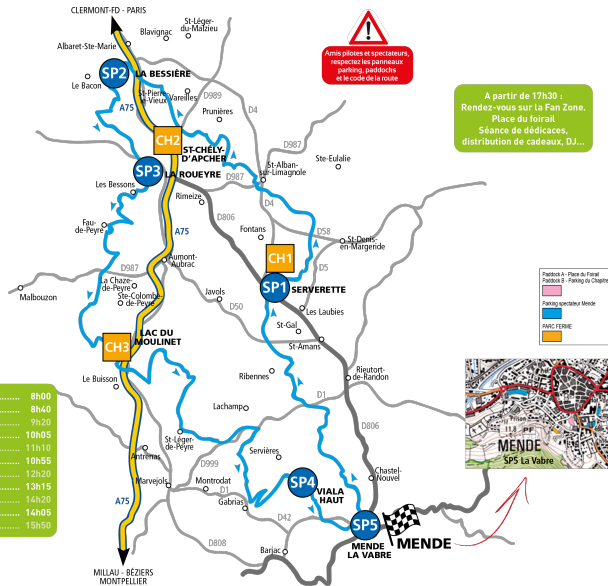 CLERMONT-FD - PARIS
St-Léger-
du-Malzieu
Blavignac
Albaret-Ste-Marie
SP2
LA BESSIÈRE
Le Bacon
St-Pierre-
le-Vieux
Vareilles
D989
A75
Prunières
D4
Amis pilotes et spectateurs,
respectez les panneaux
parking, paddocks
et le code de la route
A partir de 17h30 :
Rendez-vous sur la Fan Zone.
Place du foirail
Séance de dédicaces,
distribution de cadeaux, DJ...
CH2
ST-CHÉLY-
D'APCHER
D987
SP3
LA ROUEYRE
St-Alban-
sur-Limagnole
Ste-Eulalie
D987
Les Bessons
Rimeize
D4
Fau-
de-Peyre
D806
Fontans
D58
St-Denis-
en-Margeride
A75
CH1
D5
Aumont-
Aubrac
D987
SP1
SERVERETTE
La Chaze-
de-Peyre
Ste-Colombe-
de-Peyre
Malbouzon
Javols
D50
Les Laubies
St-Gal
St-Amans
LAC DU
MOULINET
CH3
Paddock A - Place du Foirail
Paddock B - Parking du Chapitre
Parking spectateur Mende
PARC FERME
Le Buisson
Ribennes
Rieutort-
de-Randon
D1
Lachamp
D806
St-Léger-
de-Peyre
Antrenas
Servières
D999
Marvejols
Montrodat
D1
Gabrias
SP4
VIALA
HAUT
Chastel-
Nouvel
A75
D42
SP5
MENDE
LA VABRE
MENDE
D808
Barjac
MILLAU - BÉZIERS
MONTPELLIER
8h00
8h40
9h20
10h05
11h10
10h55
12h20
13h15
14h20
14h05
15h50
MENDE
SP5 La Vabre